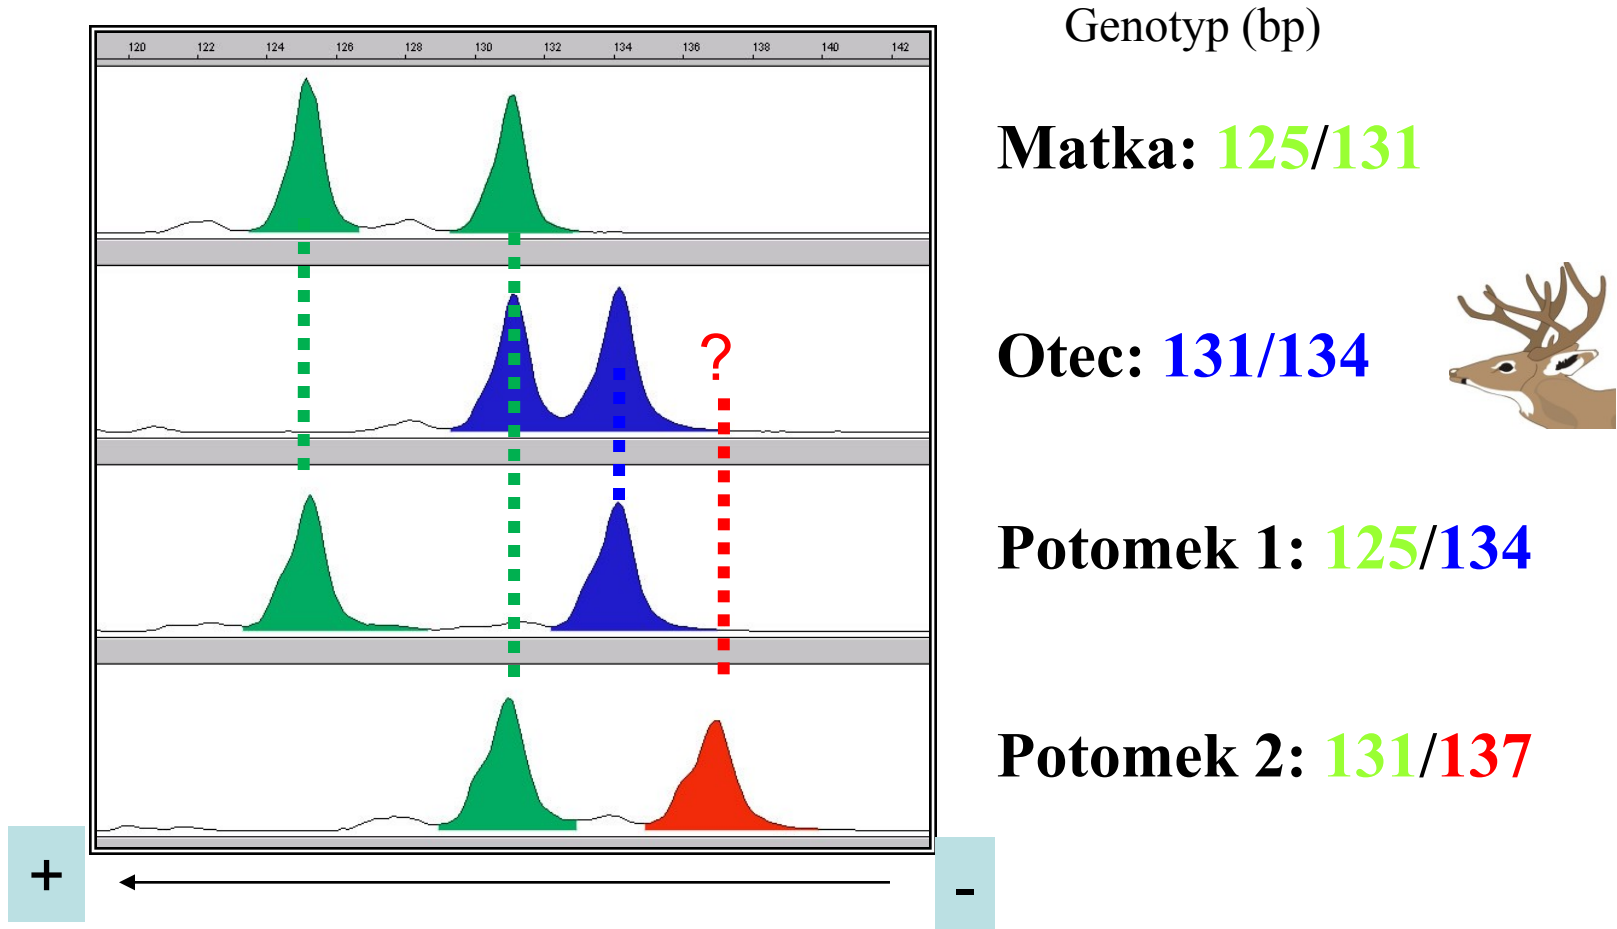 Genotyp (bp)
120 122 124 126 128 130 132 134 136 138 140 142
Matka: 125/131
?
Otec: 131/134
Potomek 1: 125/134
Potomek 2: 131/137
+
-